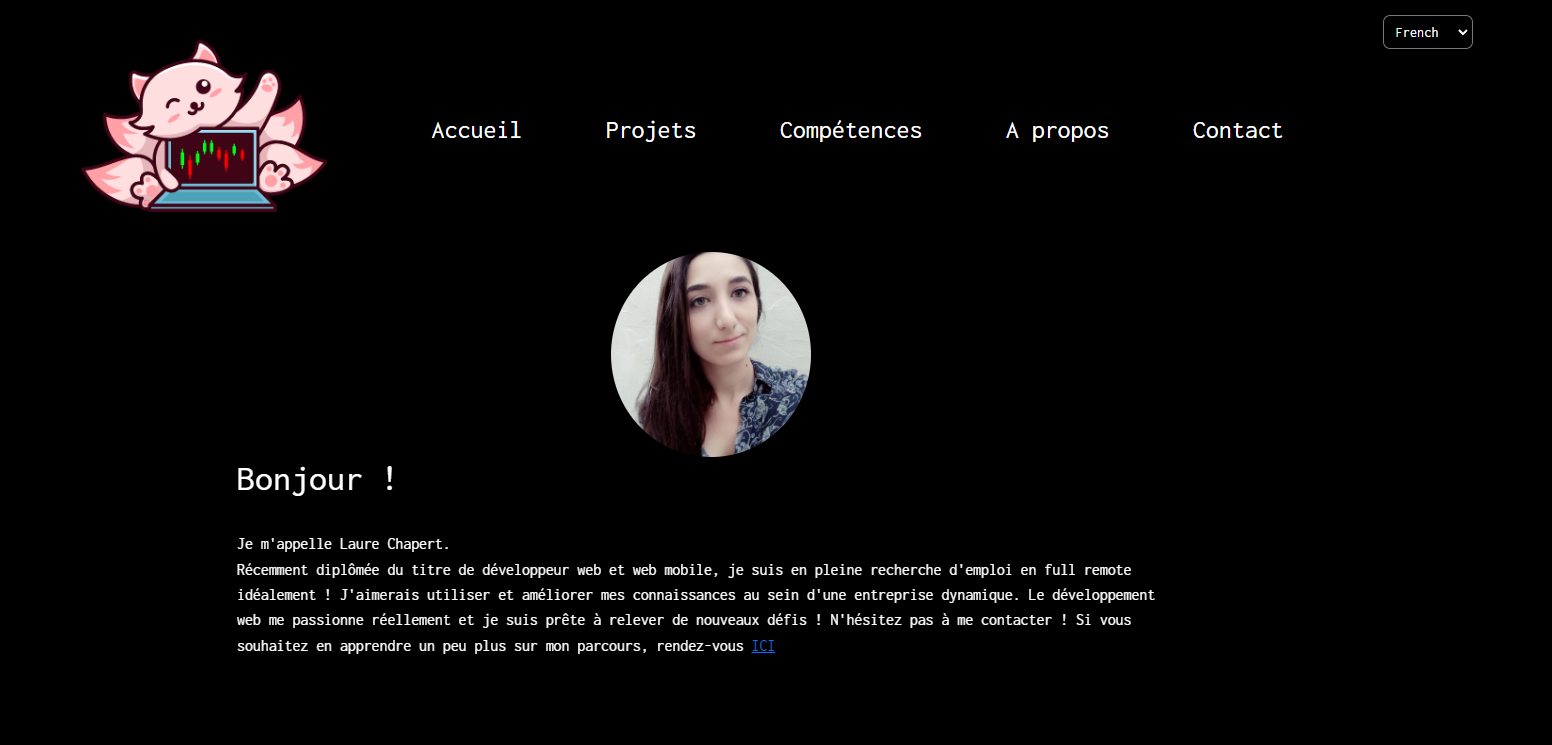 French
Accueil Projets Compétences A propos Contact
Bonjour !
Je m'appelle Laure Chapert.
Récemment diplômée du titre de développeur web et web mobile, je suis en pleine recherche d'emploi en full remote
idéalement ! J'aimerais utiliser et améliorer mes connaissances au sein d'une entreprise dynamique. Le développement
web me passionne réellement et je suis prête à relever de nouveaux défis ! N'hésitez pas à me contacter ! Si vous
souhaitez en apprendre un peu plus sur mon parcours, rendez-vous ICI